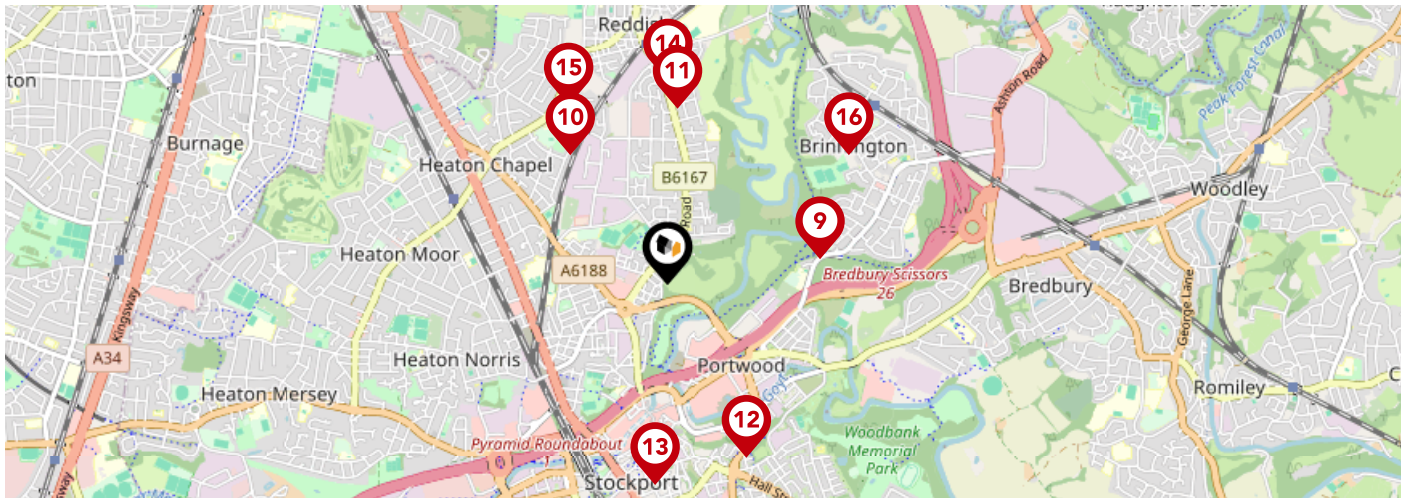 Reddish
14
15
11
ton
10
16
Ashton Road
Peak Forest Canal
Burnage
Brinnington
Heaton Chapel
B6167
Woodley
Road
9
Heaton Moor
A6188
Bredbury Scissors
26
Bredbury
Kingsway
George Lane
A34
Heaton Norris
Portwood
Goyt
Romiley
Heaton Mersey
12
Pyramid Roundabout
13
Woodbank
Memorial
Park
Stockport
Hall St